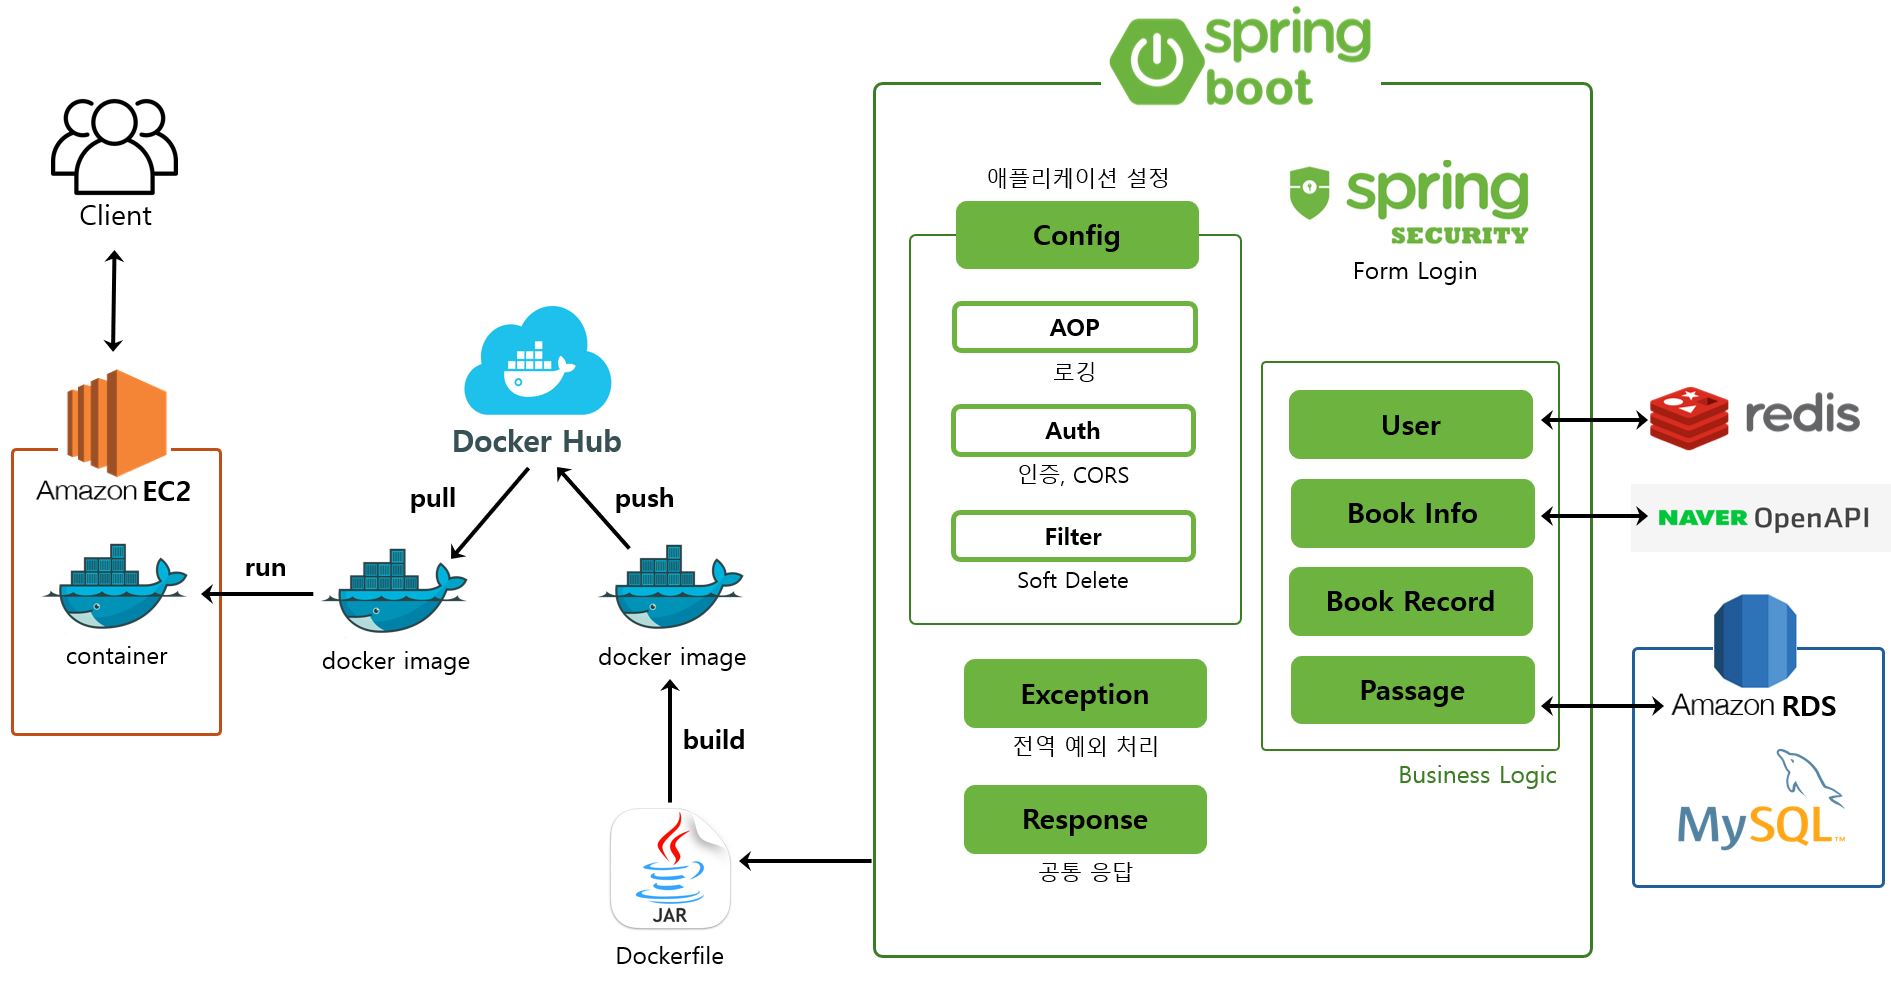 spring
boot
Client
Amazon EC2
container
run
Docker Hub
pull
push
docker image
docker image
build
JAR
Dockerfile
애플리케이션 설정
Config
AOP
로깅
Auth
인증, CORS
Filter
Soft Delete
Exception
전역 예외 처리
Response
공통 응답
spring
SECURITY
Form Login
User
Book Info
Book Record
Passage
Business Logic
redis
NAVER OpenAPI
Amazon RDS
MySQL™